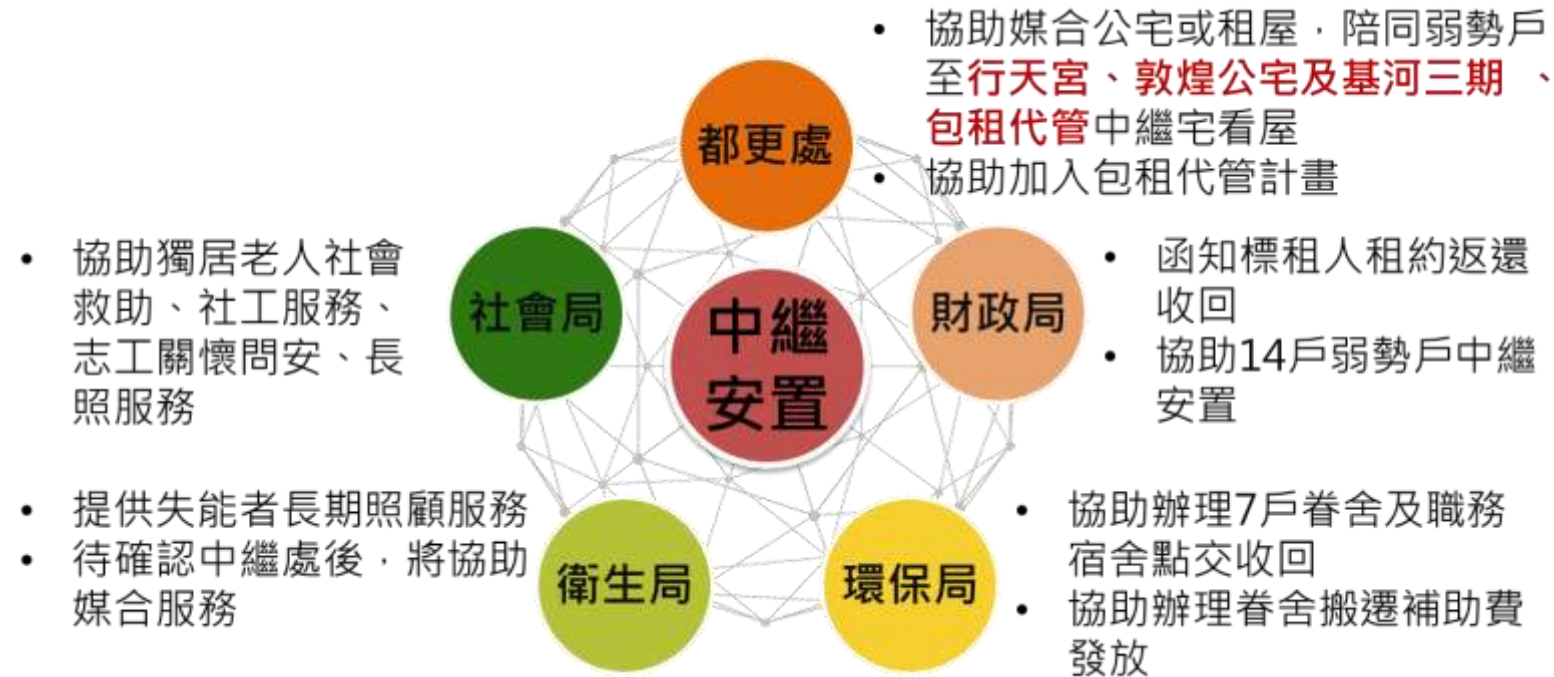 • 協助媒合公宅或租屋，陪同弱勢戶
至行天宮、敦煌公宅及基河三期 、
包租代管中繼宅看屋
• 協助加入包租代管計畫
都更處
• 協助獨居老人社會
救助、社工服務、
志工關懷問安、長
照服務
社會局
中繼
安置
財政局
• 函知標租人租約返還
收回
• 協助14戶弱勢戶中繼
安置
• 提供失能者長期照顧服務
• 待確認中繼處後，將協助
媒合服務
衛生局
環保局
• 協助辦理7戶眷舍及職務
宿舍點交收回
• 協助辦理眷舍搬遷補助費
發放